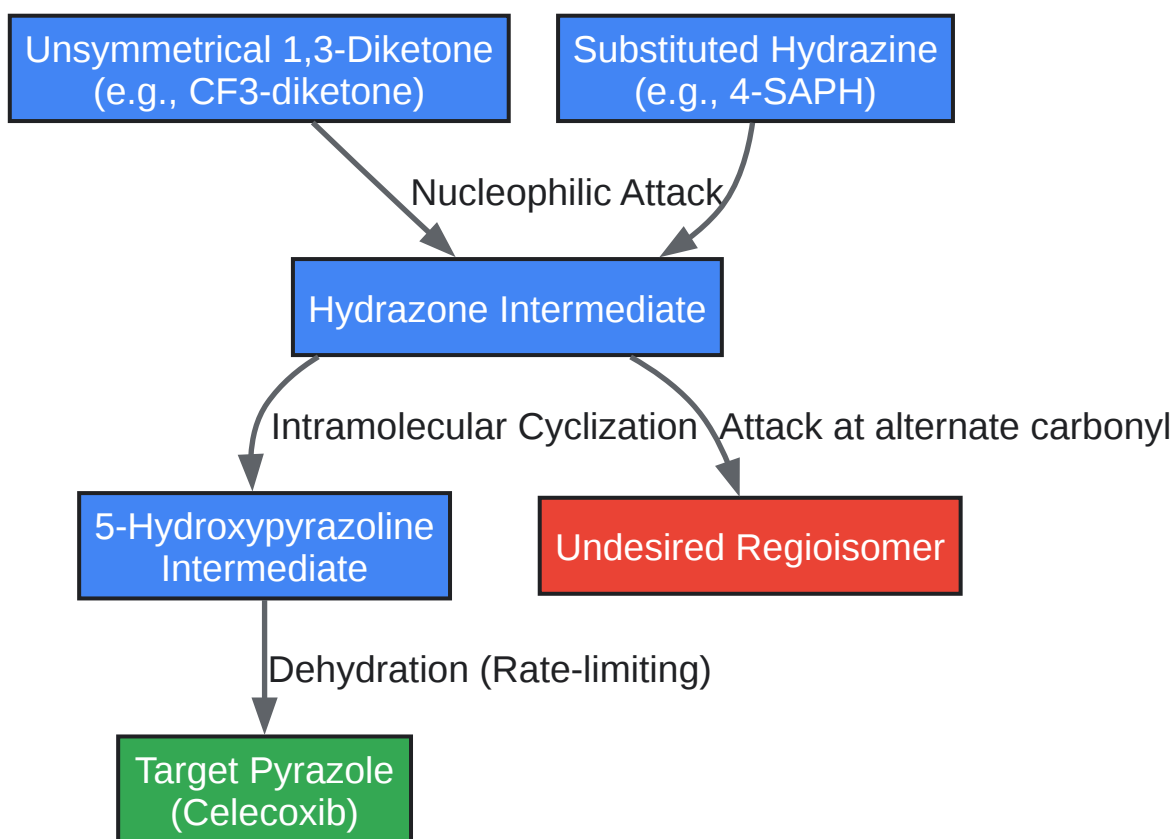 Unsymmetrical 1,3-Diketone
(e.g., CF3-diketone)
Substituted Hydrazine
(e.g., 4-SAPH)
Nucleophilic Attack
Hydrazone Intermediate
Intramolecular Cyclization
Attack at alternate carbonyl
5-Hydroxypyrazoline
Intermediate
Undesired Regioisomer
Dehydration (Rate-limiting)
Target Pyrazole
(Celecoxib)